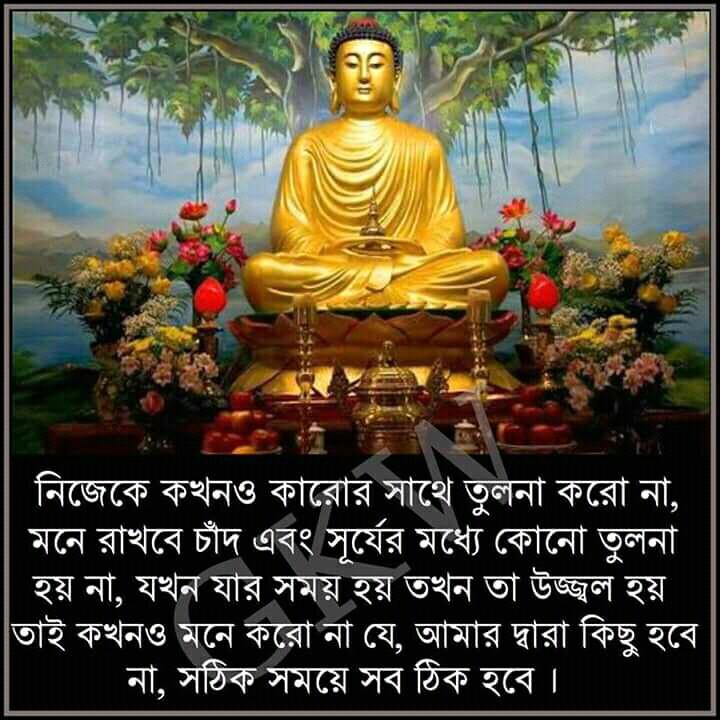 নিজেকে কখনও কারোর সাথে তুলনা করো না,
মনে রাখবে চাঁদ এবং সূর্যের মধ্যে কোনো তুলনা
হয় না, যখন যার সময় হয় তখন তা উজ্জ্বল হয়
তাই কখনও মনে করো না যে, আমার দ্বারা কিছু হবে
না, সঠিক সময়ে সব ঠিক হবে ।
GKW